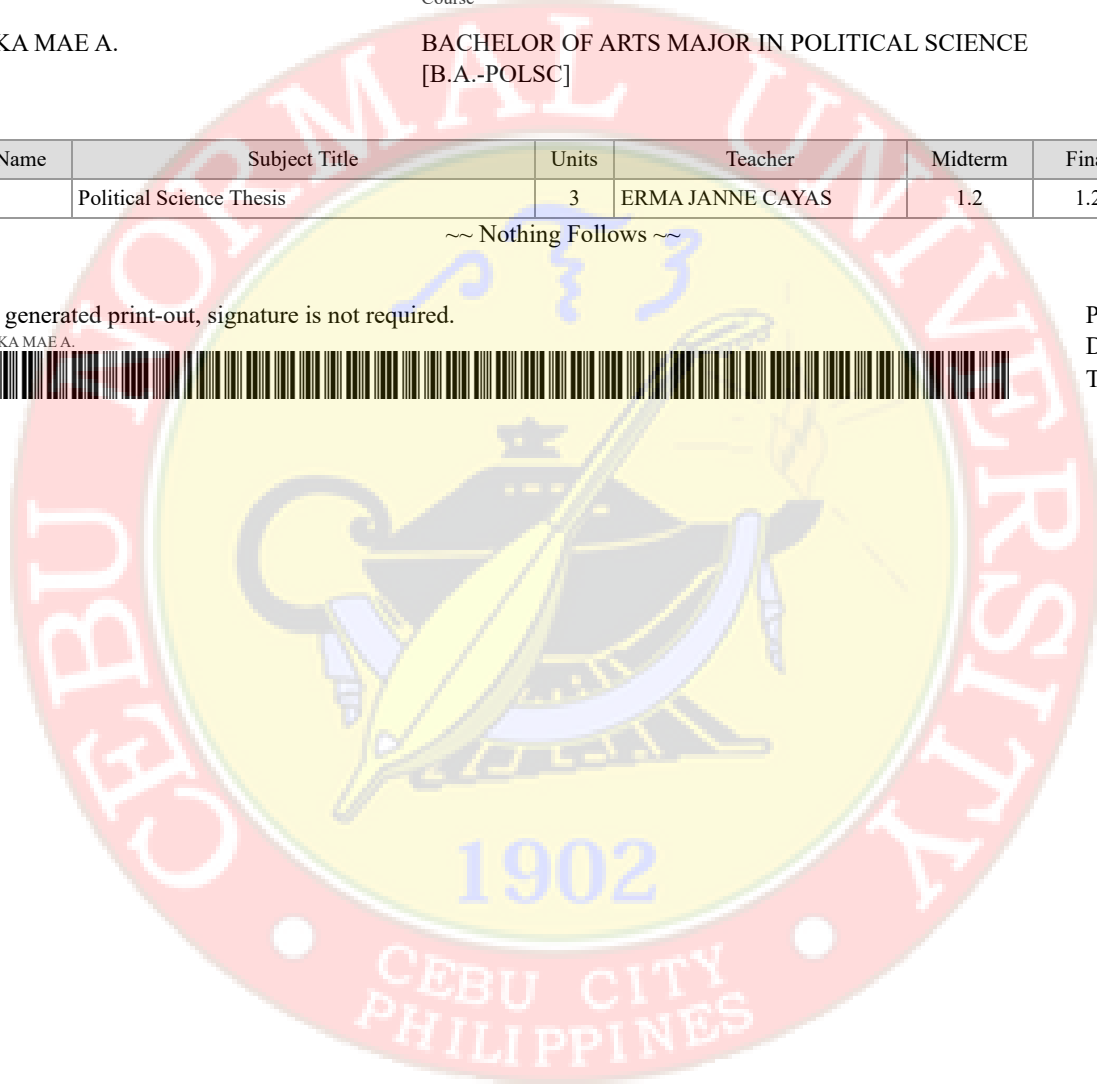 Course
KA MAE A.
BACHELOR OF ARTS MAJOR IN POLITICAL SCIENCE
[B.A.-POLSC]
Name Subject Title Units Teacher Midterm Fina
Political Science Thesis 3 ERMA JANNE CAYAS 1.2 1.2
~~ Nothing Follows ~~
generated print-out, signature is not required.
P
KA MAE A.
D
T
CEBU NORMAL UNIVERSITY
1902
CEBU CITY
PHILIPPINES